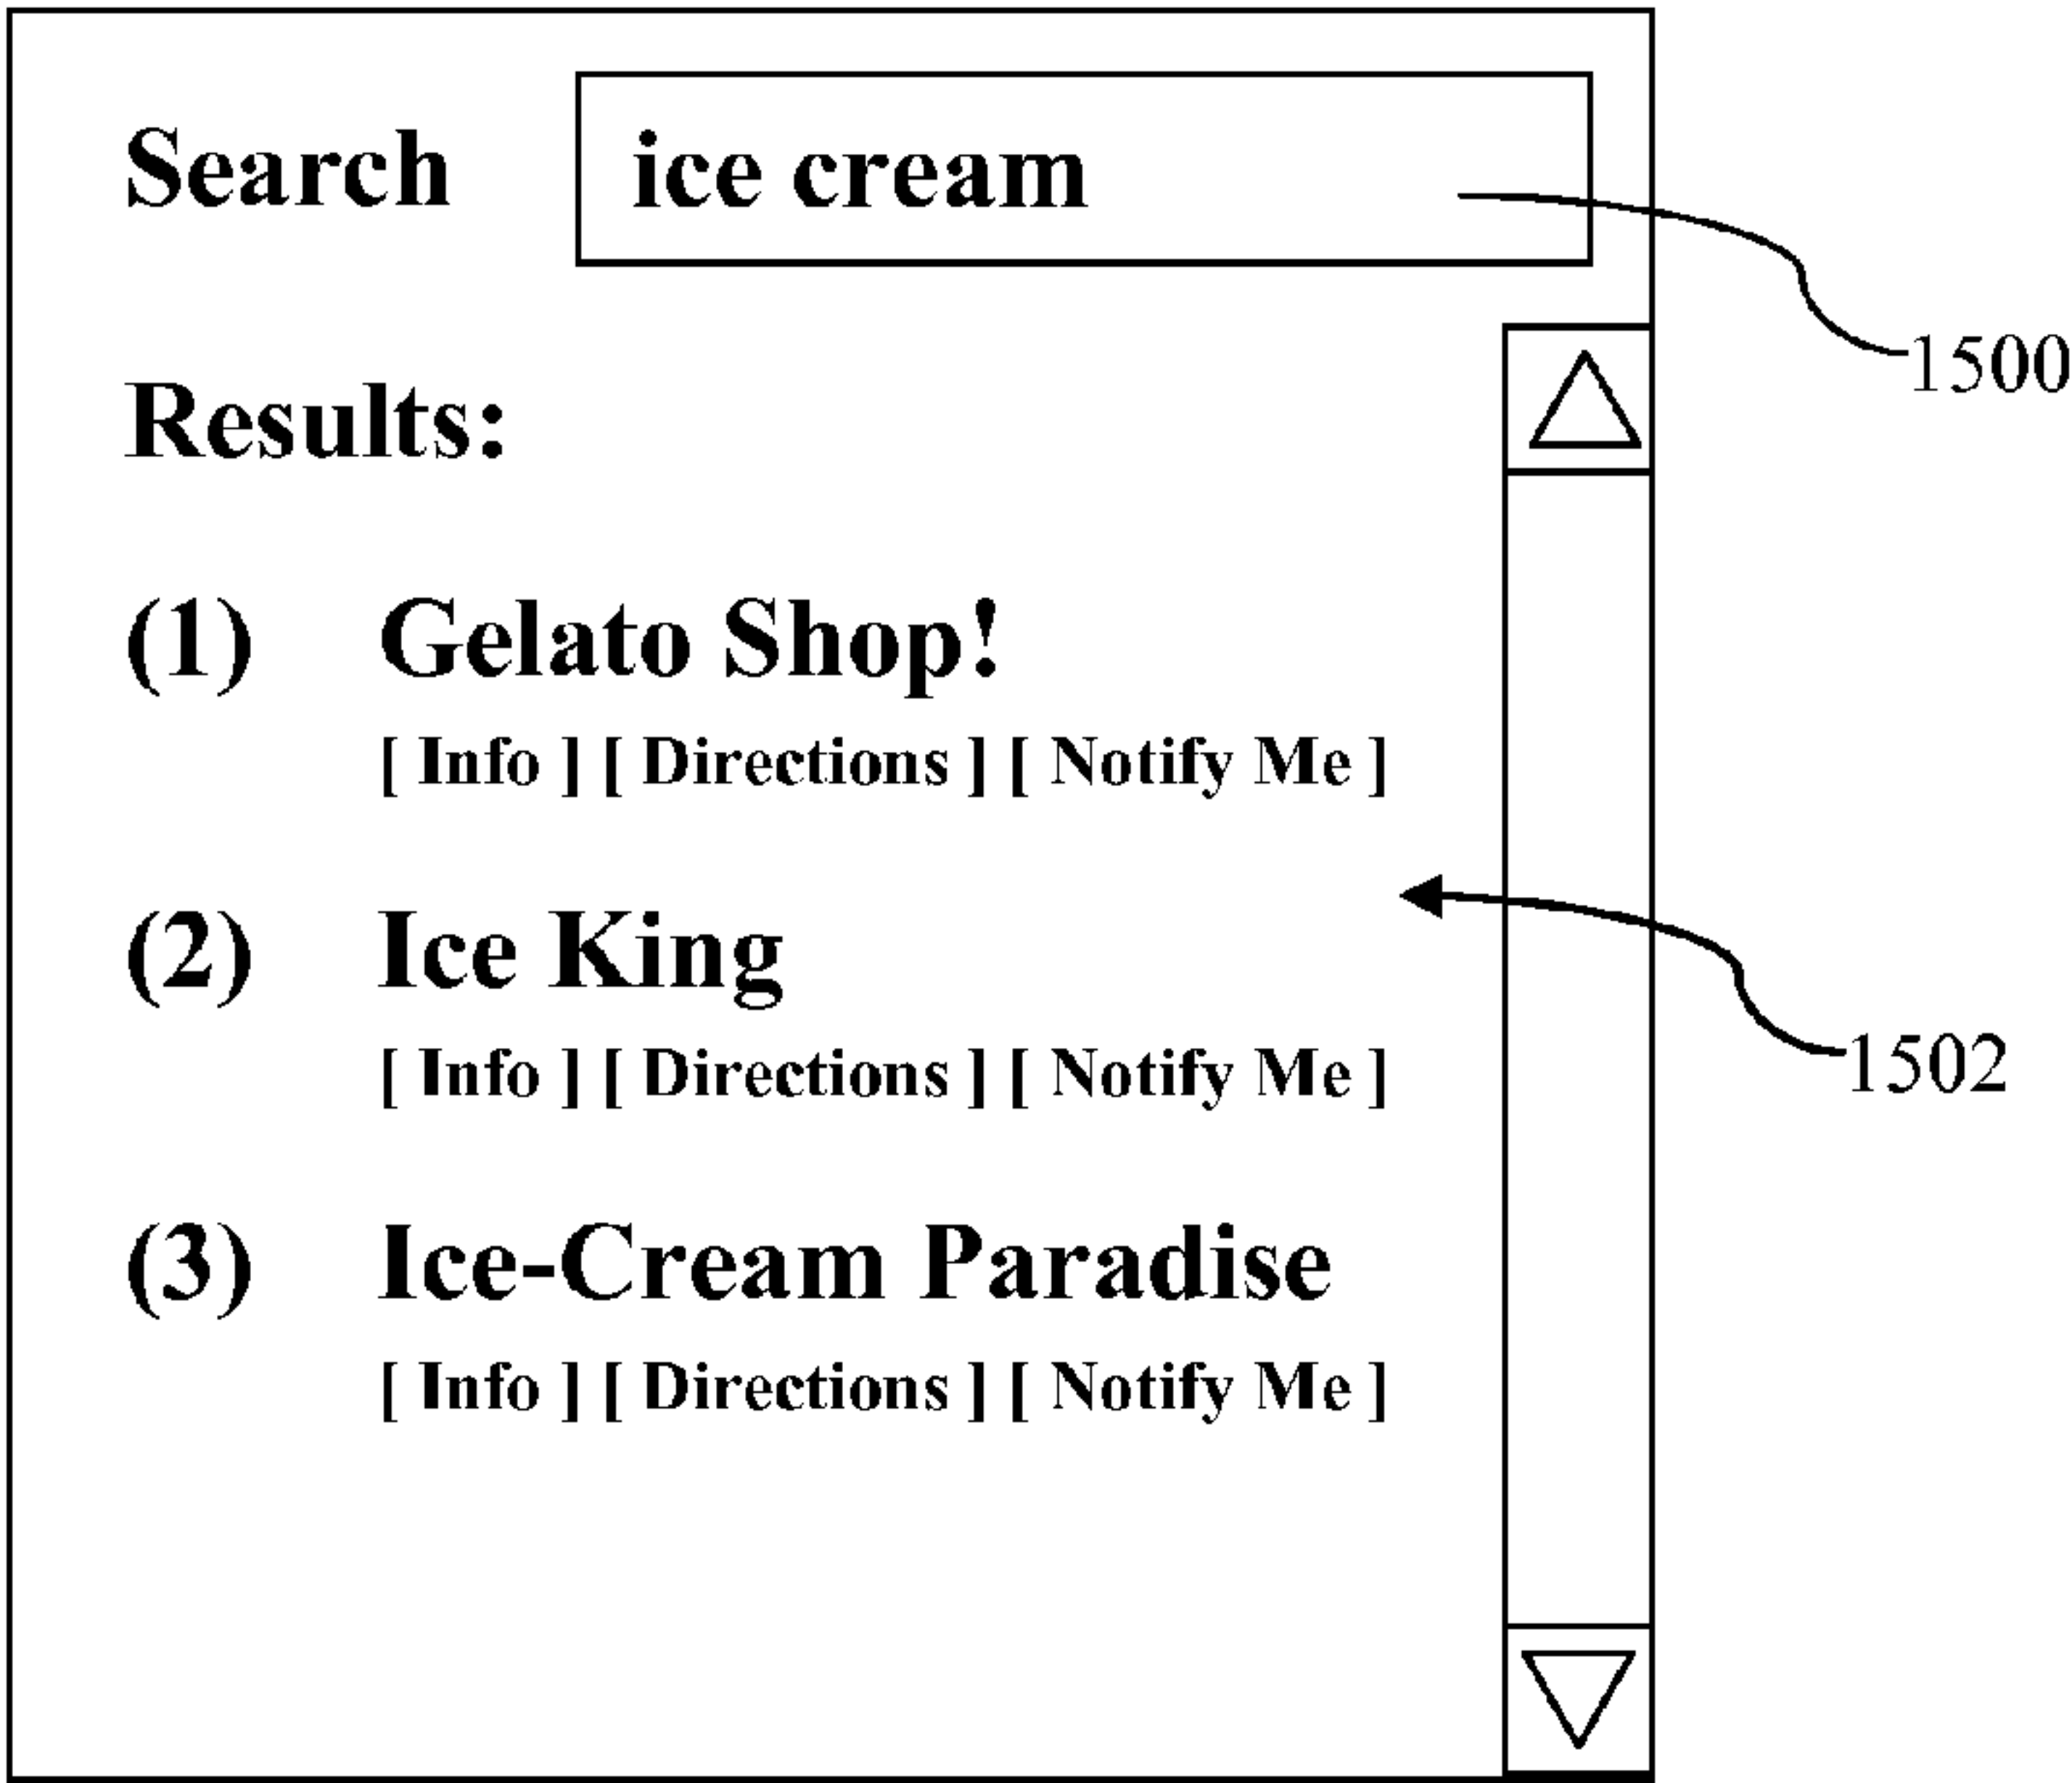 Search ice cream
1500
Results:
(1) Gelato Shop!
[ Info ] [ Directions ] [ Notify Me ]
(2) Ice King
[ Info ] [ Directions ] [ Notify Me ]
1502
(3) Ice-Cream Paradise
[ Info ] [ Directions ] [ Notify Me ]